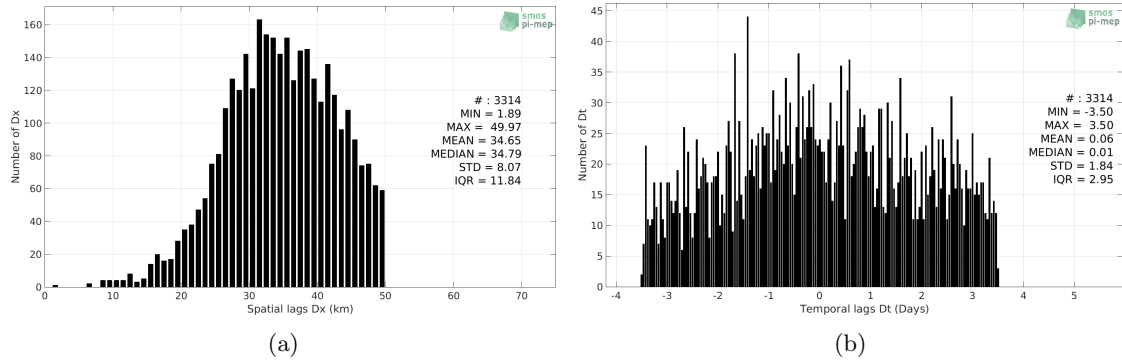 160
140
120
100
80
60
40
20
0
Number of Dx
0 10 20 30 40 50 60 70
Spatial lags Dx (km)
smos
pi-mep
# : 3314
MIN = 1.89
MAX = 49.97
MEAN = 34.65
MEDIAN = 34.79
STD = 8.07
IQR = 11.84
(a)
45
40
35
30
25
20
15
10
5
0
Number of Dt
-4 -3 -2 -1 0 1 2 3 4 5
Temporal lags Dt (Days)
smos
pi-mep
# : 3314
MIN = -3.50
MAX = 3.50
MEAN = 0.06
MEDIAN = 0.01
STD = 1.84
IQR = 2.95
(b)